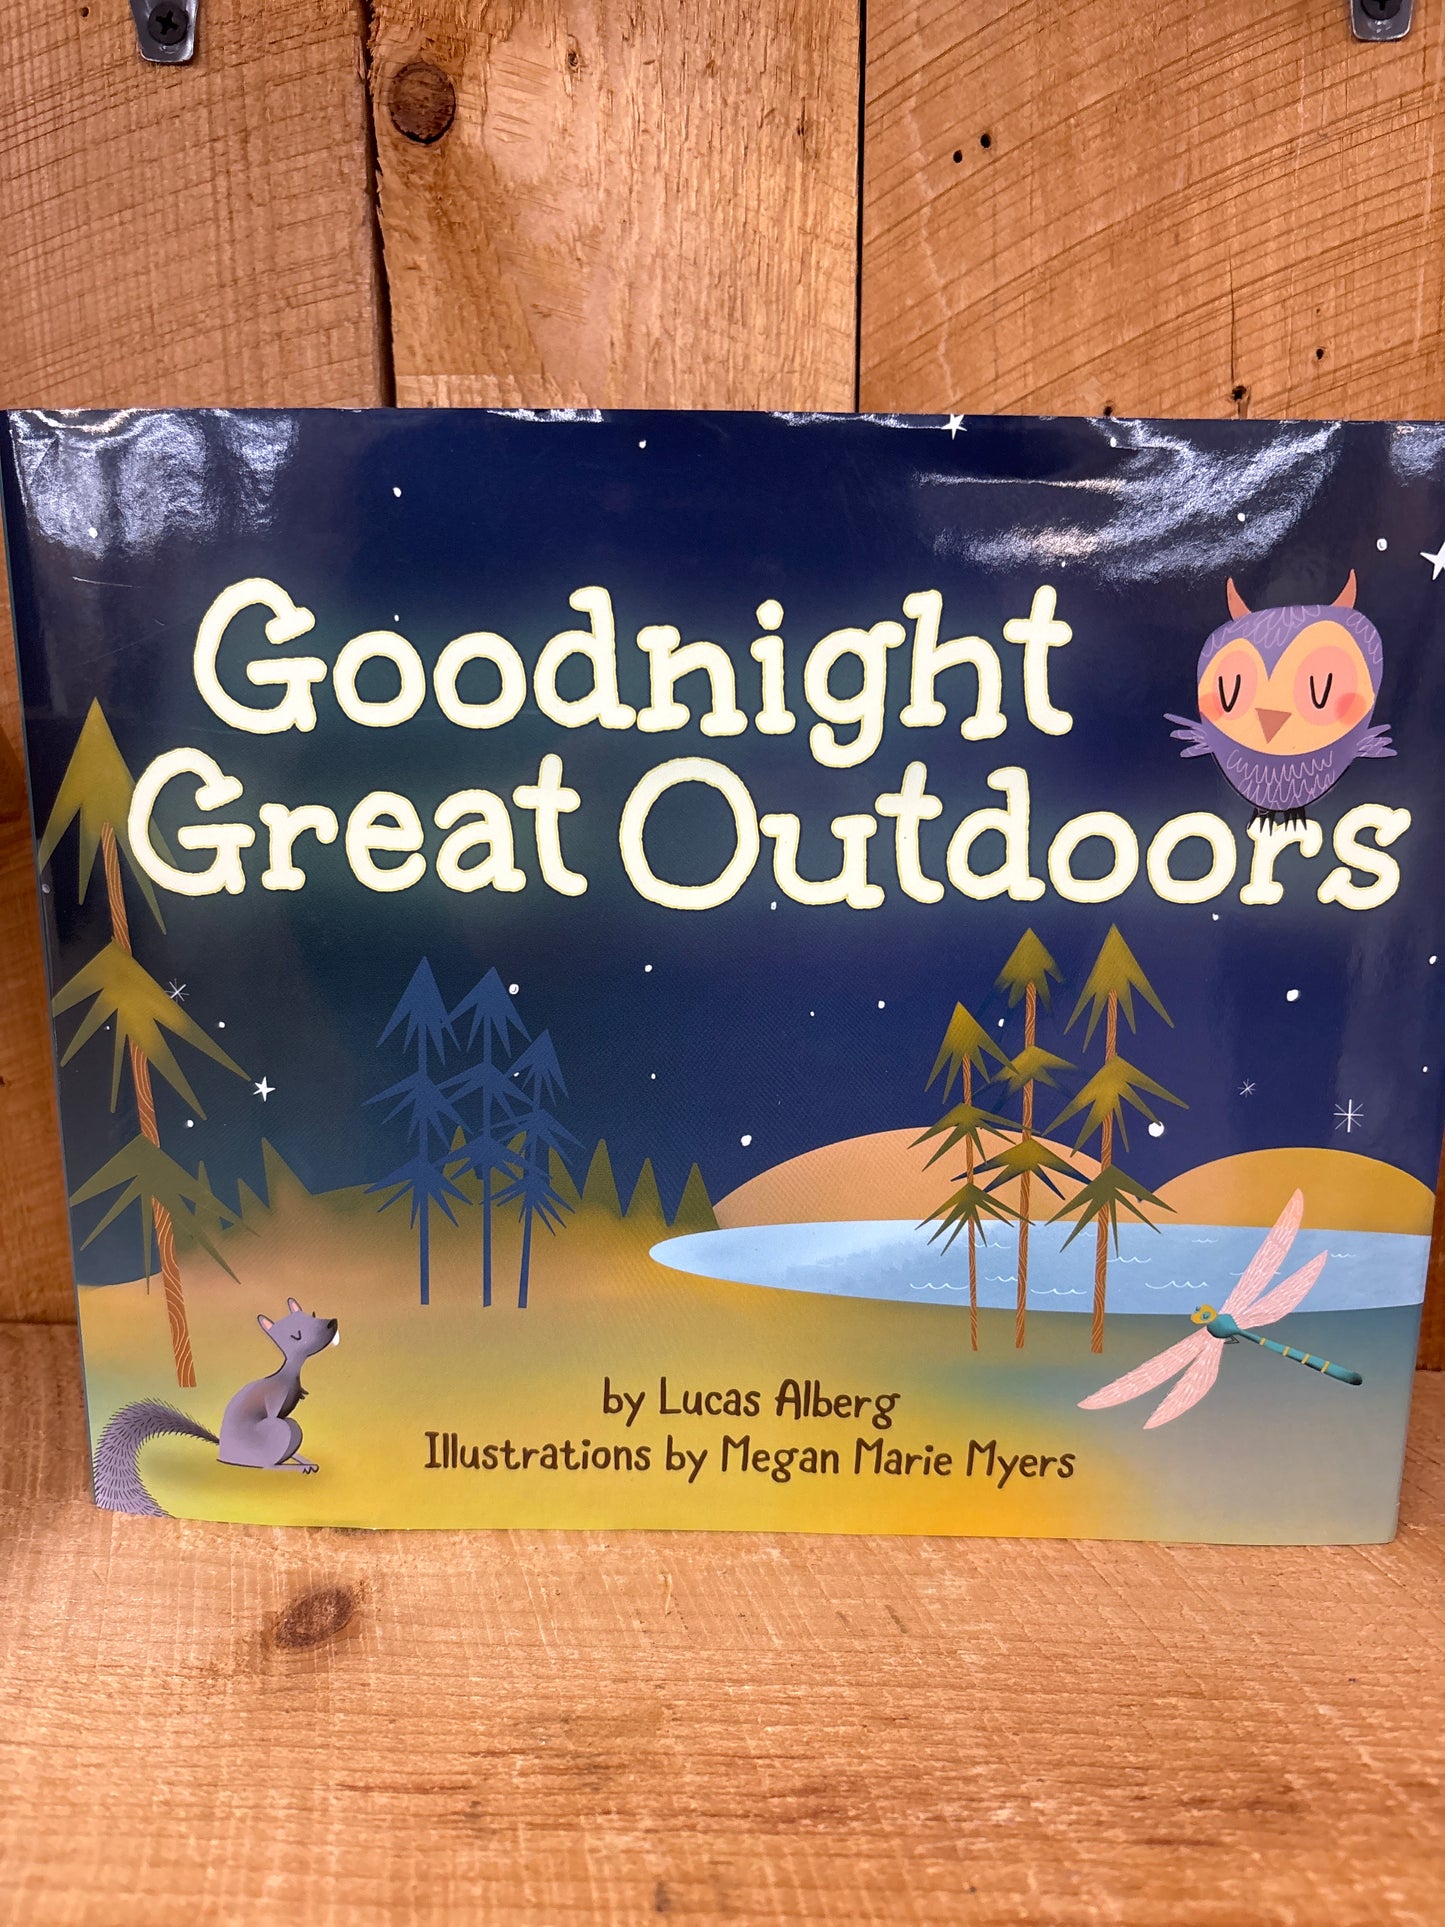 Goodnight
Great Outdoors
by Lucas Alberg
Illustrations by Megan Marie Myers